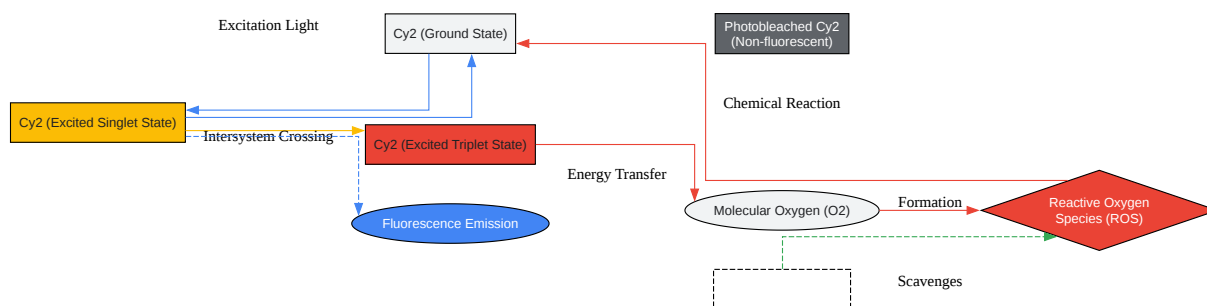 Excitation Light
Cy2 (Ground State)
Photobleached Cy2
(Non-fluorescent)
Chemical Reaction
Cy2 (Excited Singlet State)
Intersystem Crossing
Cy2 (Excited Triplet State)
Energy Transfer
Fluorescence Emission
Molecular Oxygen (O2)
Formation
Reactive Oxygen
Species (ROS)
Scavenges